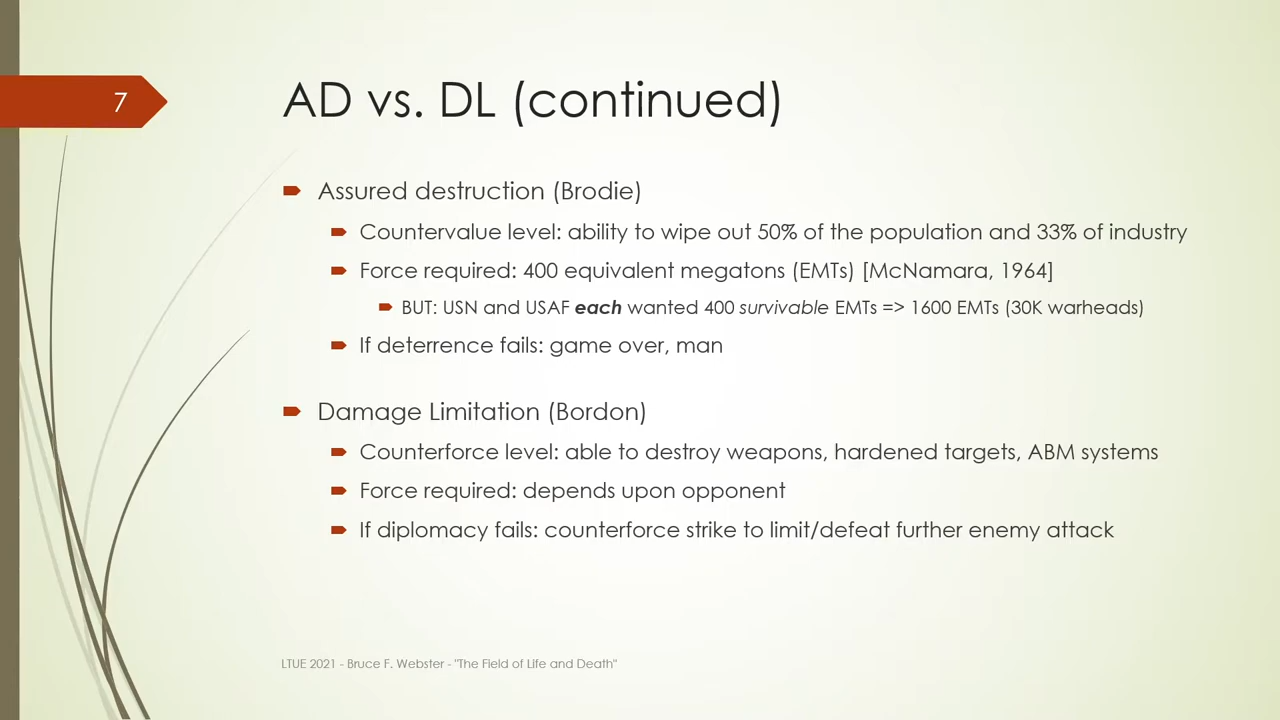 7
AD vs. DL (continued)
Assured destruction (Brodie)
Countervalue level: ability to wipe out 50% of the population and 33% of industry
Force required: 400 equivalent megatons (EMTs) [McNamara, 1964]
BUT: USN and USAF each wanted 400 survivable EMTs => 1600 EMTs (30K warheads)
If deterrence fails: game over, man
Damage Limitation (Bordon)
Counterforce level: able to destroy weapons, hardened targets, ABM systems
Force required: depends upon opponent
If diplomacy fails: counterforce strike to limit/defeat further enemy attack
LTUE 2021 - Bruce F. Webster - "The Field of Life and Death"